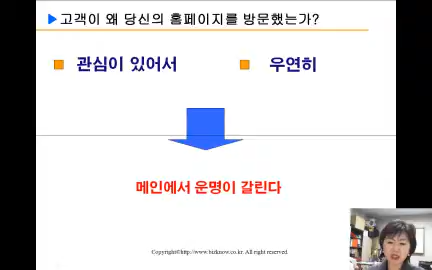 ▶고객이 왜 당신의 홈페이지를 방문했는가?
관심이 있어서 우연히
메인에서 운명이 갈린다
Copyright©http://www.bizknow.co.kr. All right reserved